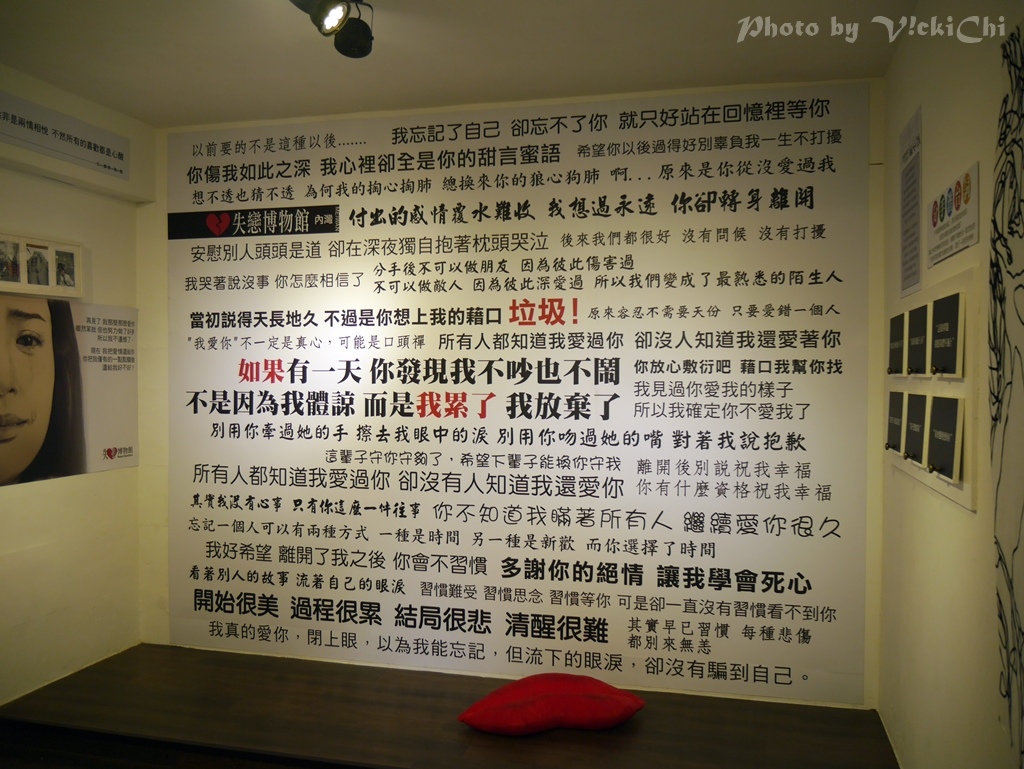 Photo by V!ckiChi
以前要的不是這種以後.......
我忘記了自己 卻忘不了你 就只好站在回憶裡等你
你傷我如此之深 我心裡卻全是你的甜言蜜語
希望你以後過得好別辜負我一生不打擾
想不透也猜不透 為何我的掏心掏肺 總換來你的狼心狗肺 啊... 原來是你從沒愛過我
失戀博物館 內灣
付出的感情覆水難收 我想過永遠 你卻轉身離開
安慰別人頭頭是道 卻在深夜獨自抱著枕頭哭泣
後來我們都很好 沒有問候 沒有打擾
我哭著說沒事 你怎麼相信了
分手後不可以做朋友 因為彼此傷害過
不可以做敵人 因為彼此深愛過 所以我們變成了最熟悉的陌生人
當初說得天長地久 不過是你想上我的藉口 垃圾！
原來容忍不需要天份 只要愛錯一個人
"我愛你"不一定是真心，可能是口頭禪
所有人都知道我愛過你 卻沒人知道我還愛著你
如果有一天 你發現我不吵也不鬧
不是因為我體諒 而是我累了 我放棄了
你放心敷衍吧 藉口我幫你找
我見過你愛我的樣子
所以我確定你不愛我了
別用你牽過她的手 擦去我眼中的淚 別用你吻過她的嘴 對著我說抱歉
這輩子守你守夠了，希望下輩子能換你守我
離開後別說祝我幸福
你有什麼資格祝我幸福
所有人都知道我愛過你 卻沒有人知道我還愛你
其實我沒有心事 只有你這麼一件往事
你不知道我瞞著所有人 繼續愛你很久
忘記一個人可以有兩種方式 一種是時間 另一種是新歡 而你選擇了時間
我好希望 離開了我之後 你會不習慣
多謝你的絕情 讓我學會死心
看著別人的故事 流著自己的眼淚
習慣難受 習慣思念 習慣等你 可是卻一直沒有習慣看不到你
開始很美 過程很累 結局很悲 清醒很難
其實早已習慣 每種悲傷
都別來無恙
我真的愛你，閉上眼，以為我能忘記，但流下的眼淚，卻沒有騙到自己。
非是兩情相悅 不然所有的喜歡都是心酸
博物館